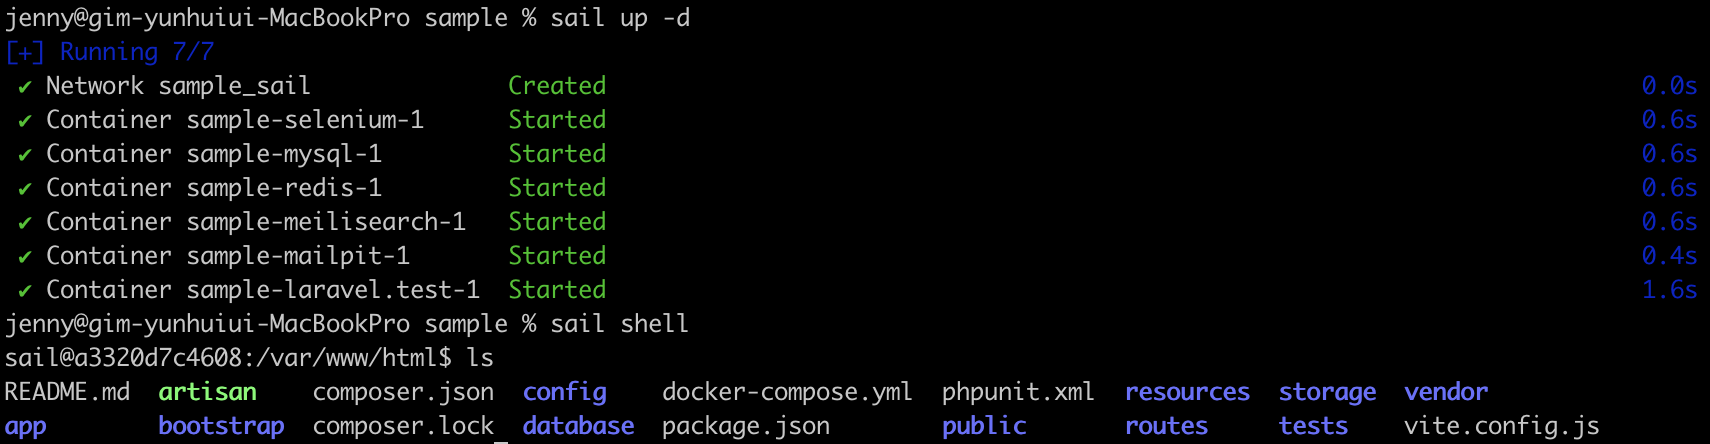 jenny@gim-yunhuiui-MacBookPro sample % sail up -d
[+] Running 7/7
✔ Network sample_sail Created 0.0s
✔ Container sample-selenium-1 Started 0.6s
✔ Container sample-mysql-1 Started 0.6s
✔ Container sample-redis-1 Started 0.6s
✔ Container sample-meilisearch-1 Started 0.6s
✔ Container sample-mailpit-1 Started 0.4s
✔ Container sample-laravel.test-1 Started 1.6s
jenny@gim-yunhuiui-MacBookPro sample % sail shell
sail@a3320d7c4608:/var/www/html$ ls
README.md artisan composer.json config docker-compose.yml phpunit.xml resources storage vendor
app bootstrap composer.lock database package.json public routes tests vite.config.js